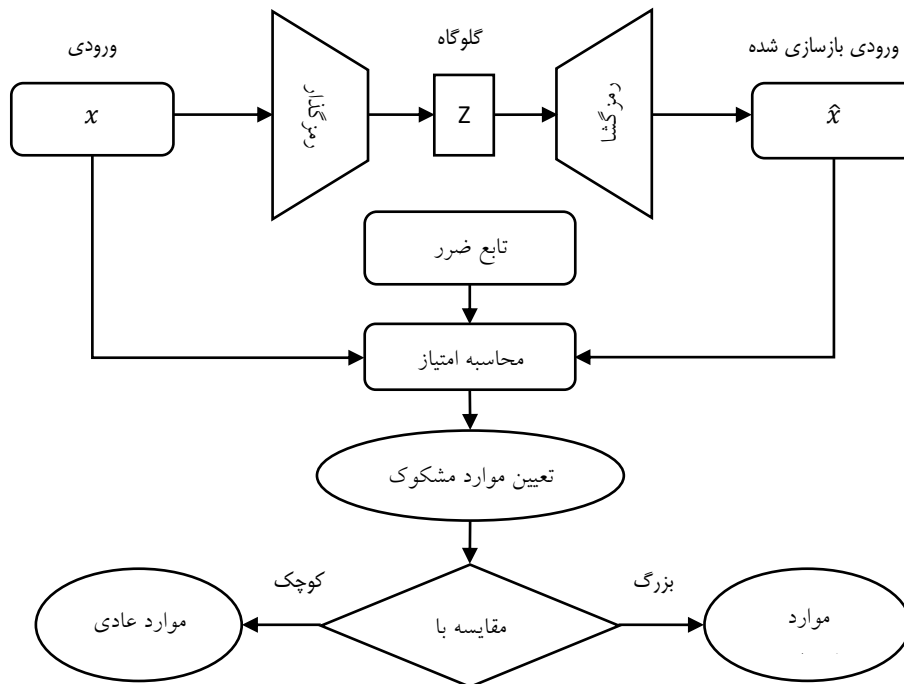 ورودی
گلوگاه
ورودی بازسازی شده
x
رمزگذار
Z
رمزگشا
x̂
تابع ضرر
محاسبه امتیاز
تعیین موارد مشکوک
کوچک
بزرگ
موارد عادی
مقایسه با
موارد